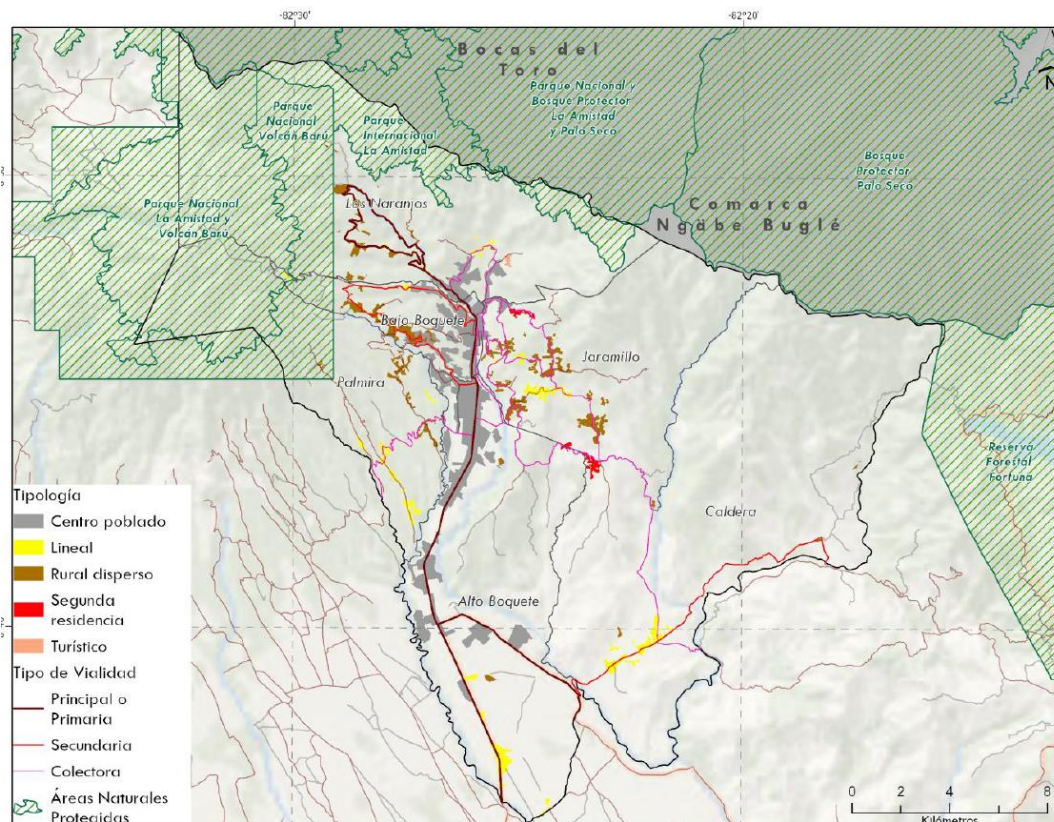 -82°20'
Bocas del
Toro
Parque Nacional y
Bosque Protector
La Amistad
y Palo Seco
Parque
Nacional
Volcán Barú
Parque
Internacional
La Amistad
Bosque
Protector
Palo Seco
Parque Nacional
La Amistad y
Volcan Barú
Los Naranjos
Comarca
Ngäbe Buglé
Bajo Boquete
Jaramillo
Palmira
Reserva
Forestal
Fortuna
Caldera
Alto Boquete
Tipología
Centro poblado
Lineal
Rural disperso
Segunda
residencia
Turístico
Tipo de Vialidad
Principal o
Primaria
Secundaria
Colectora
Áreas Naturales
Protegidas
0 2 4 8
Kilómetros